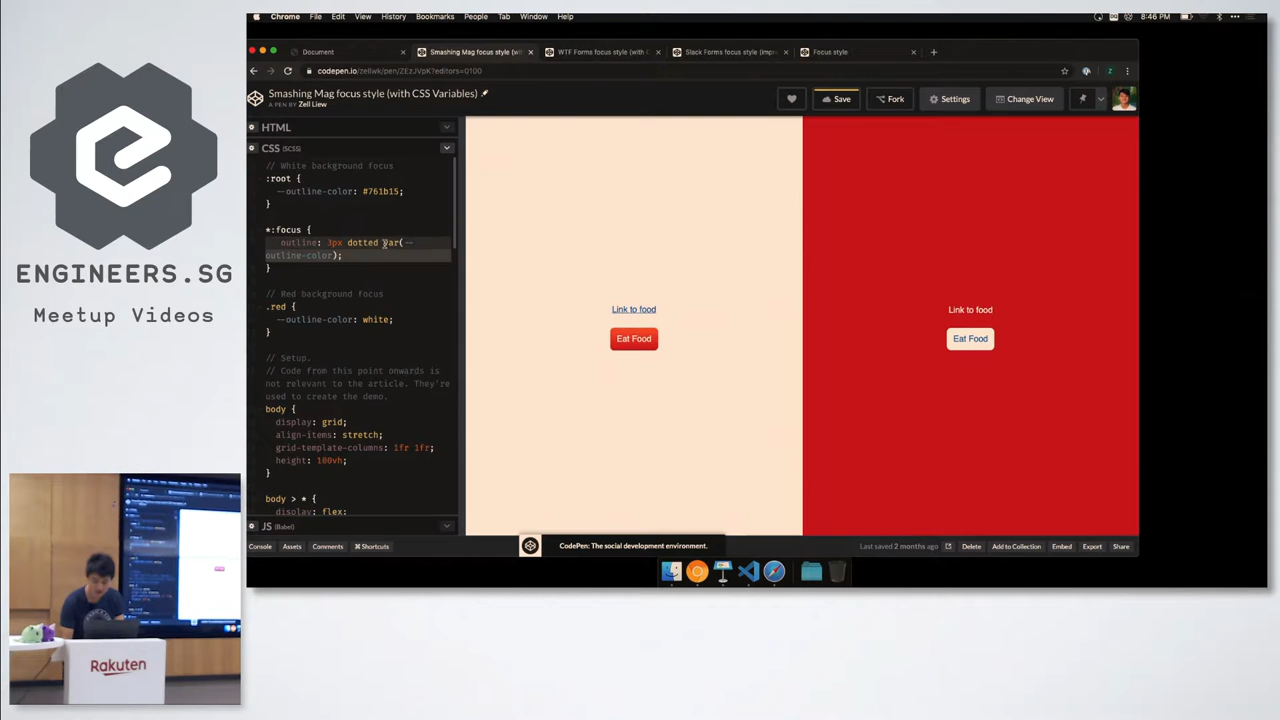 Chrome File Edit View History Bookmarks People Tab Window Help
8:46 PM
Document
Smashing Mag focus style (wi
WTF Forms focus style (with C
Slack Forms focus style (impr
Focus style
codepen.io/zellwk/pen/ZEzJVpK?editors=0100
Smashing Mag focus style (with CSS Variables)
A PEN BY Zell Liew
Save
Fork
Settings
Change View
HTML
CSS (SCSS)
// White background focus
:root {
--outline-color: #761b15;
}
*:focus {
outline: 3px dotted var(--
outline-color);
}
// Red background focus
.red {
--outline-color: white;
}
// Setup.
// Code from this point onwards is
not relevant to the article. They're
used to create the demo.
body {
display: grid;
align-items: stretch;
grid-template-columns: 1fr 1fr;
height: 100vh;
}
body > * {
display: flex;
JS (Babel)
Link to food
Eat Food
Link to food
Eat Food
Console Assets Comments ⌘Shortcuts
CodePen: The social development environment.
Last saved 2 months ago
Delete Add to Collection Embed Export Share
ENGINEERS.SG
Meetup Videos
Rakuten